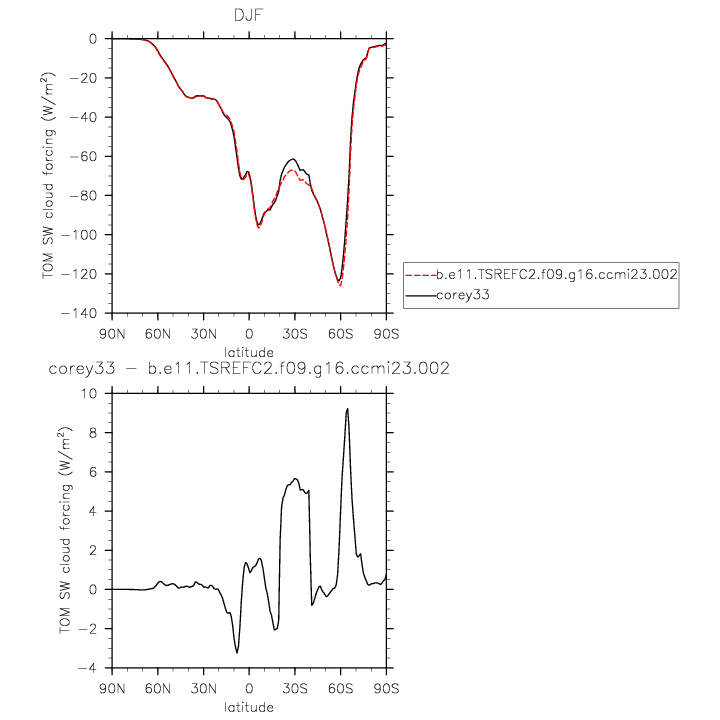 DJF
TOM SW cloud forcing (W/m²)
0
−20
−40
−60
−80
−100
−120
−140
90N 60N 30N 0 30S 60S 90S
latitude
b.e11.TSREFC2.f09.g16.ccmi23.002
corey33
corey33 − b.e11.TSREFC2.f09.g16.ccmi23.002
TOM SW cloud forcing (W/m²)
10
8
6
4
2
0
−2
−4
90N 60N 30N 0 30S 60S 90S
latitude